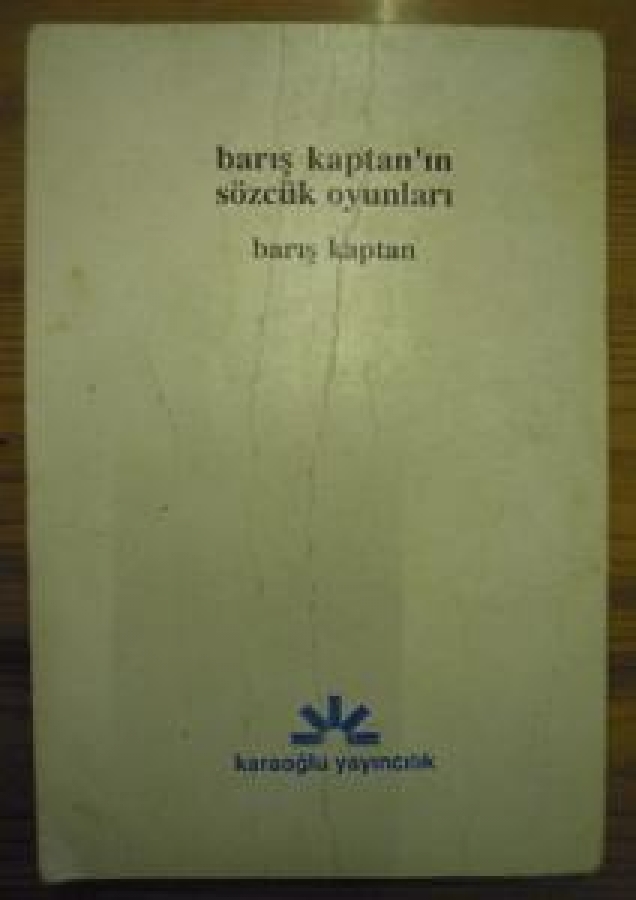 barış kaptan'ın
sözcük oyunları
barış kaptan
karaoğlu yayıncılık